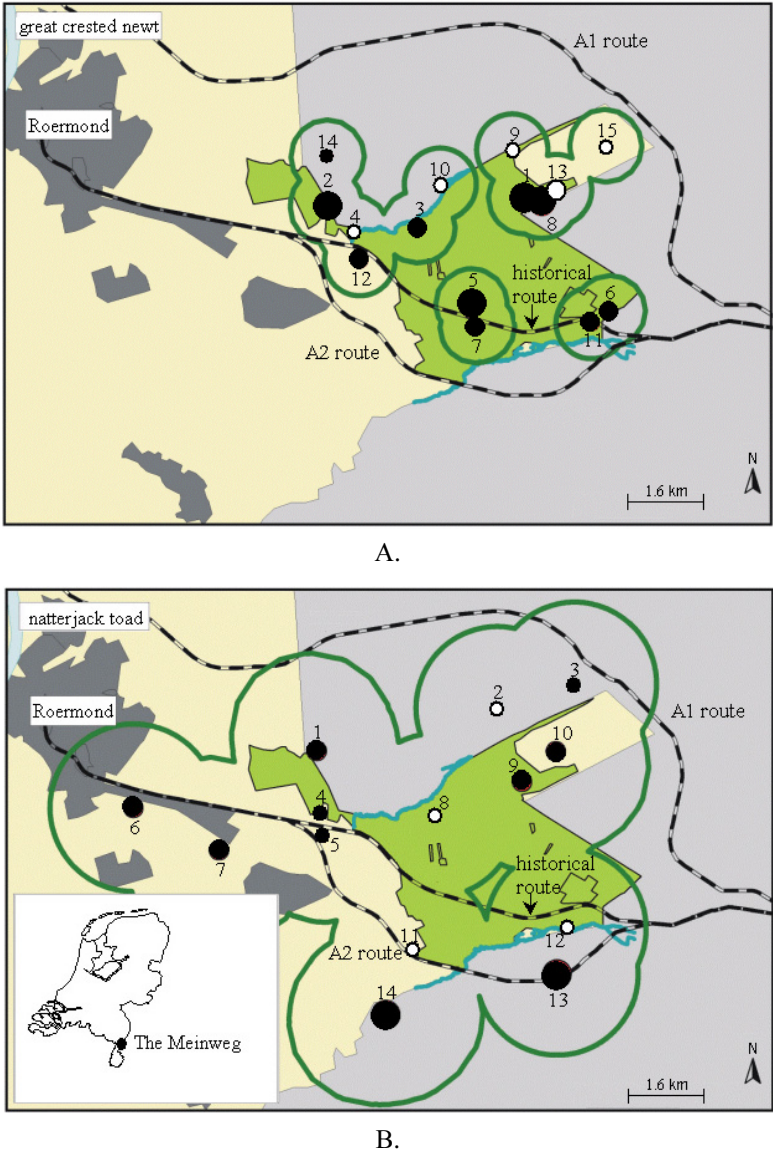 great crested newt
A1 route
Roermond
14
9
15
10
2
1
13
4
3
8
12
historical
route
5
6
7
11
A2 route
N
1.6 km
A.
natterjack toad
Roermond
3
2
A1 route
1
10
9
4
8
6
5
7
historical
route
11
12
A2 route
13
14
The Meinweg
N
1.6 km
B.